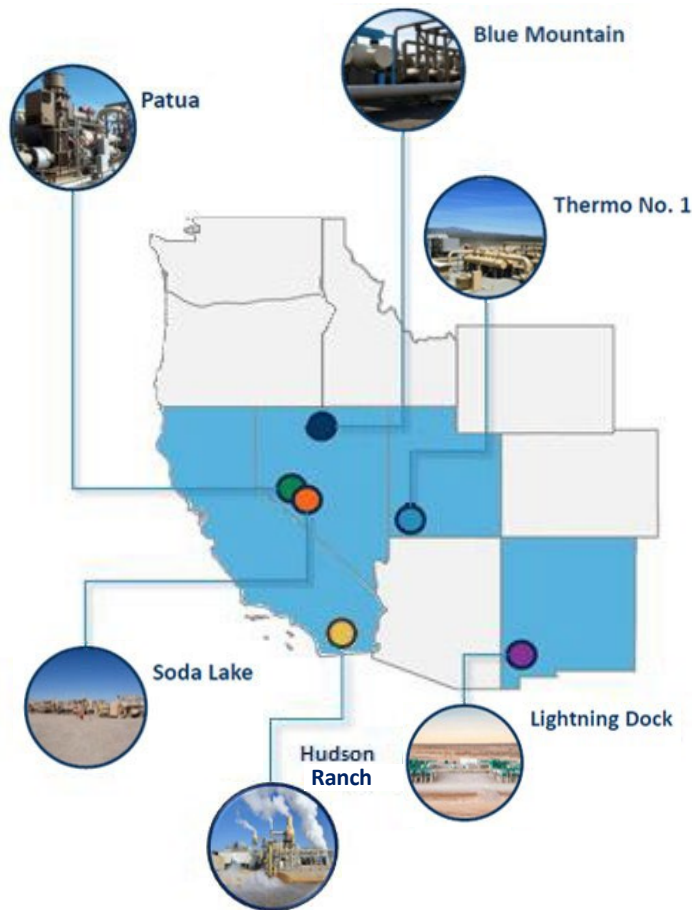 Blue Mountain
Patua
Thermo No. 1
Soda Lake
Lightning Dock
Hudson
Ranch